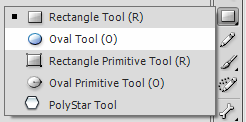 Rectangle Tool (R)
Oval Tool (O)
Rectangle Primitive Tool (R)
Oval Primitive Tool (O)
PolyStar Tool